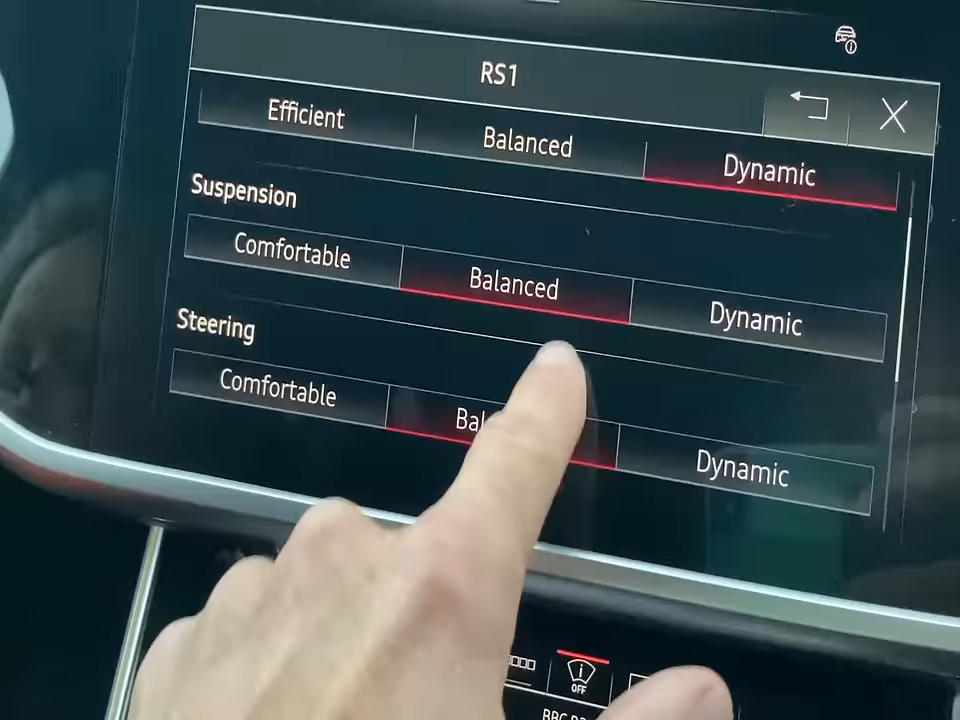 RS1
Efficient Balanced Dynamic
Suspension
Comfortable Balanced Dynamic
Steering
Comfortable Dynamic
OFF